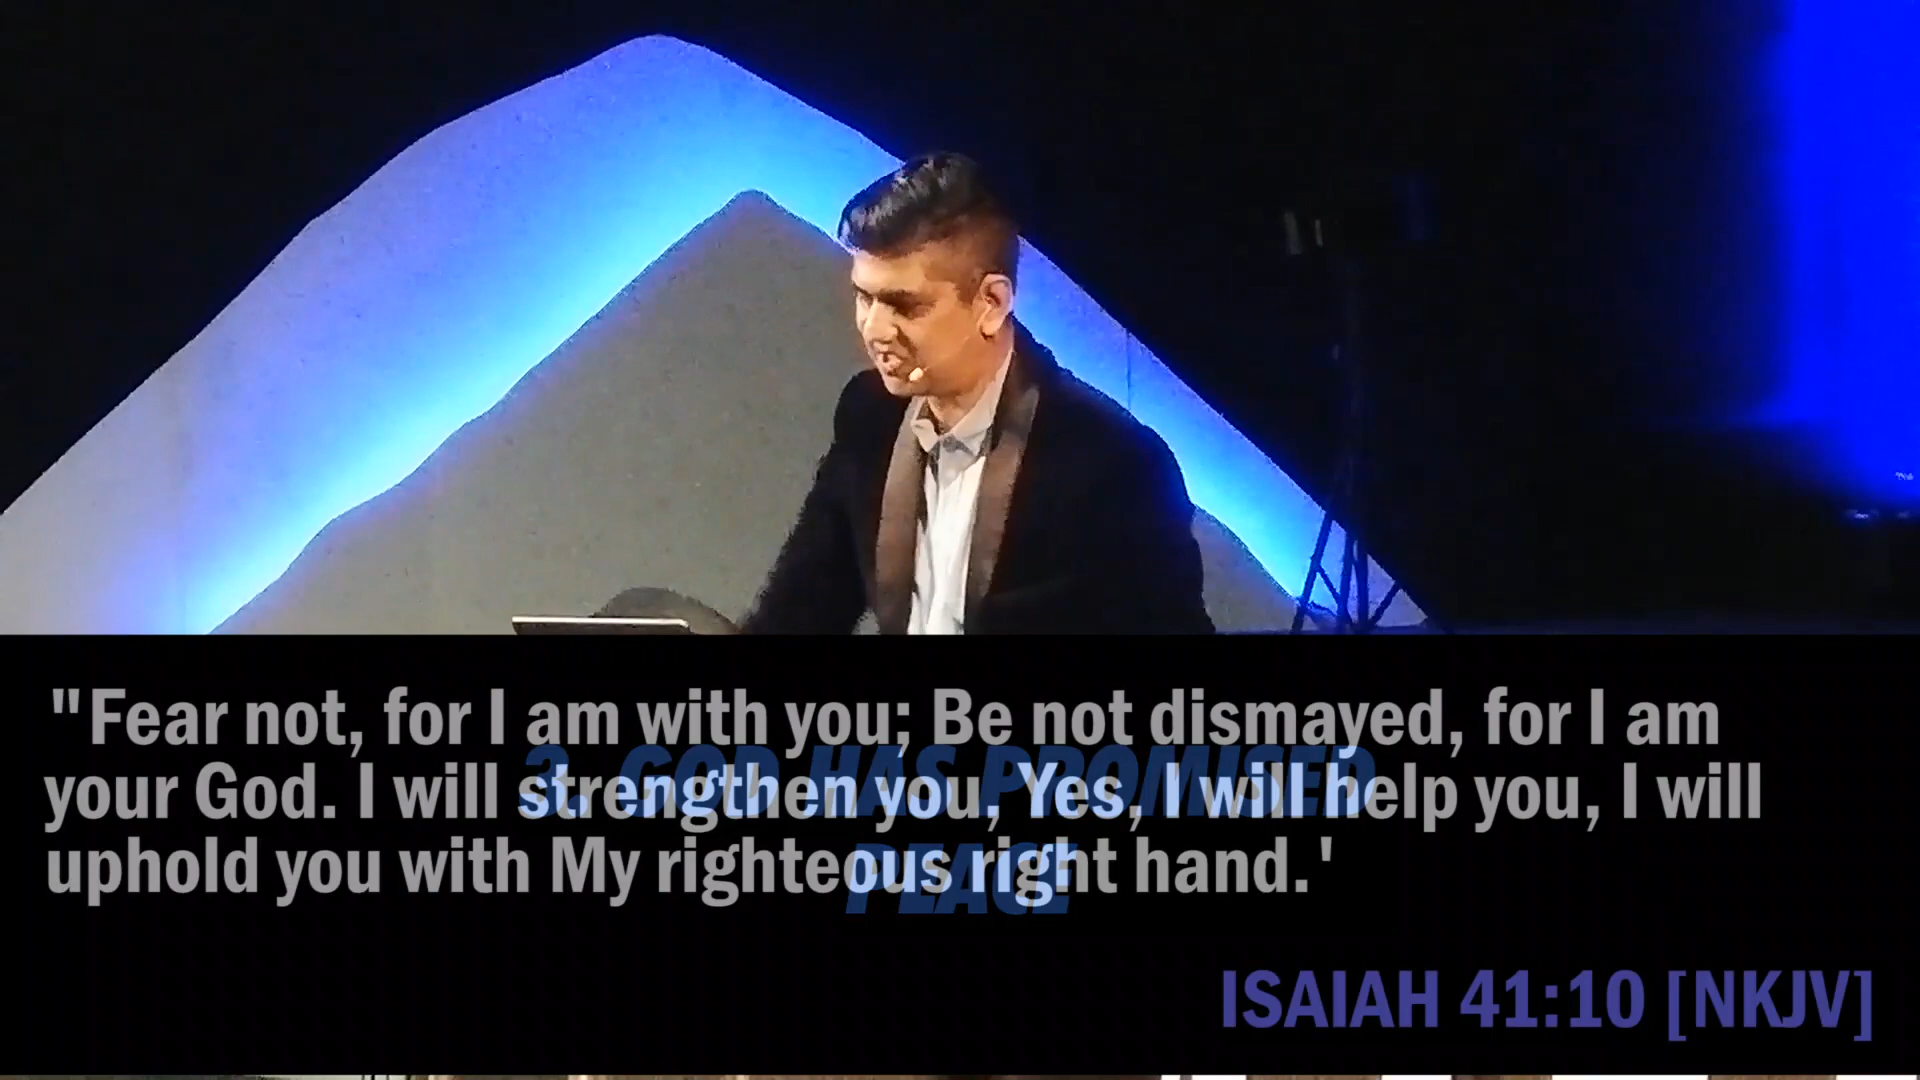 "Fear not, for I am with you; Be not dismayed, for I am
your God. I will strengthen you, Yes, I will help you, I will
uphold you with My righteous right hand.'
3. GOD HAS PROMISED
PEACE
ISAIAH 41:10 [NKJV]